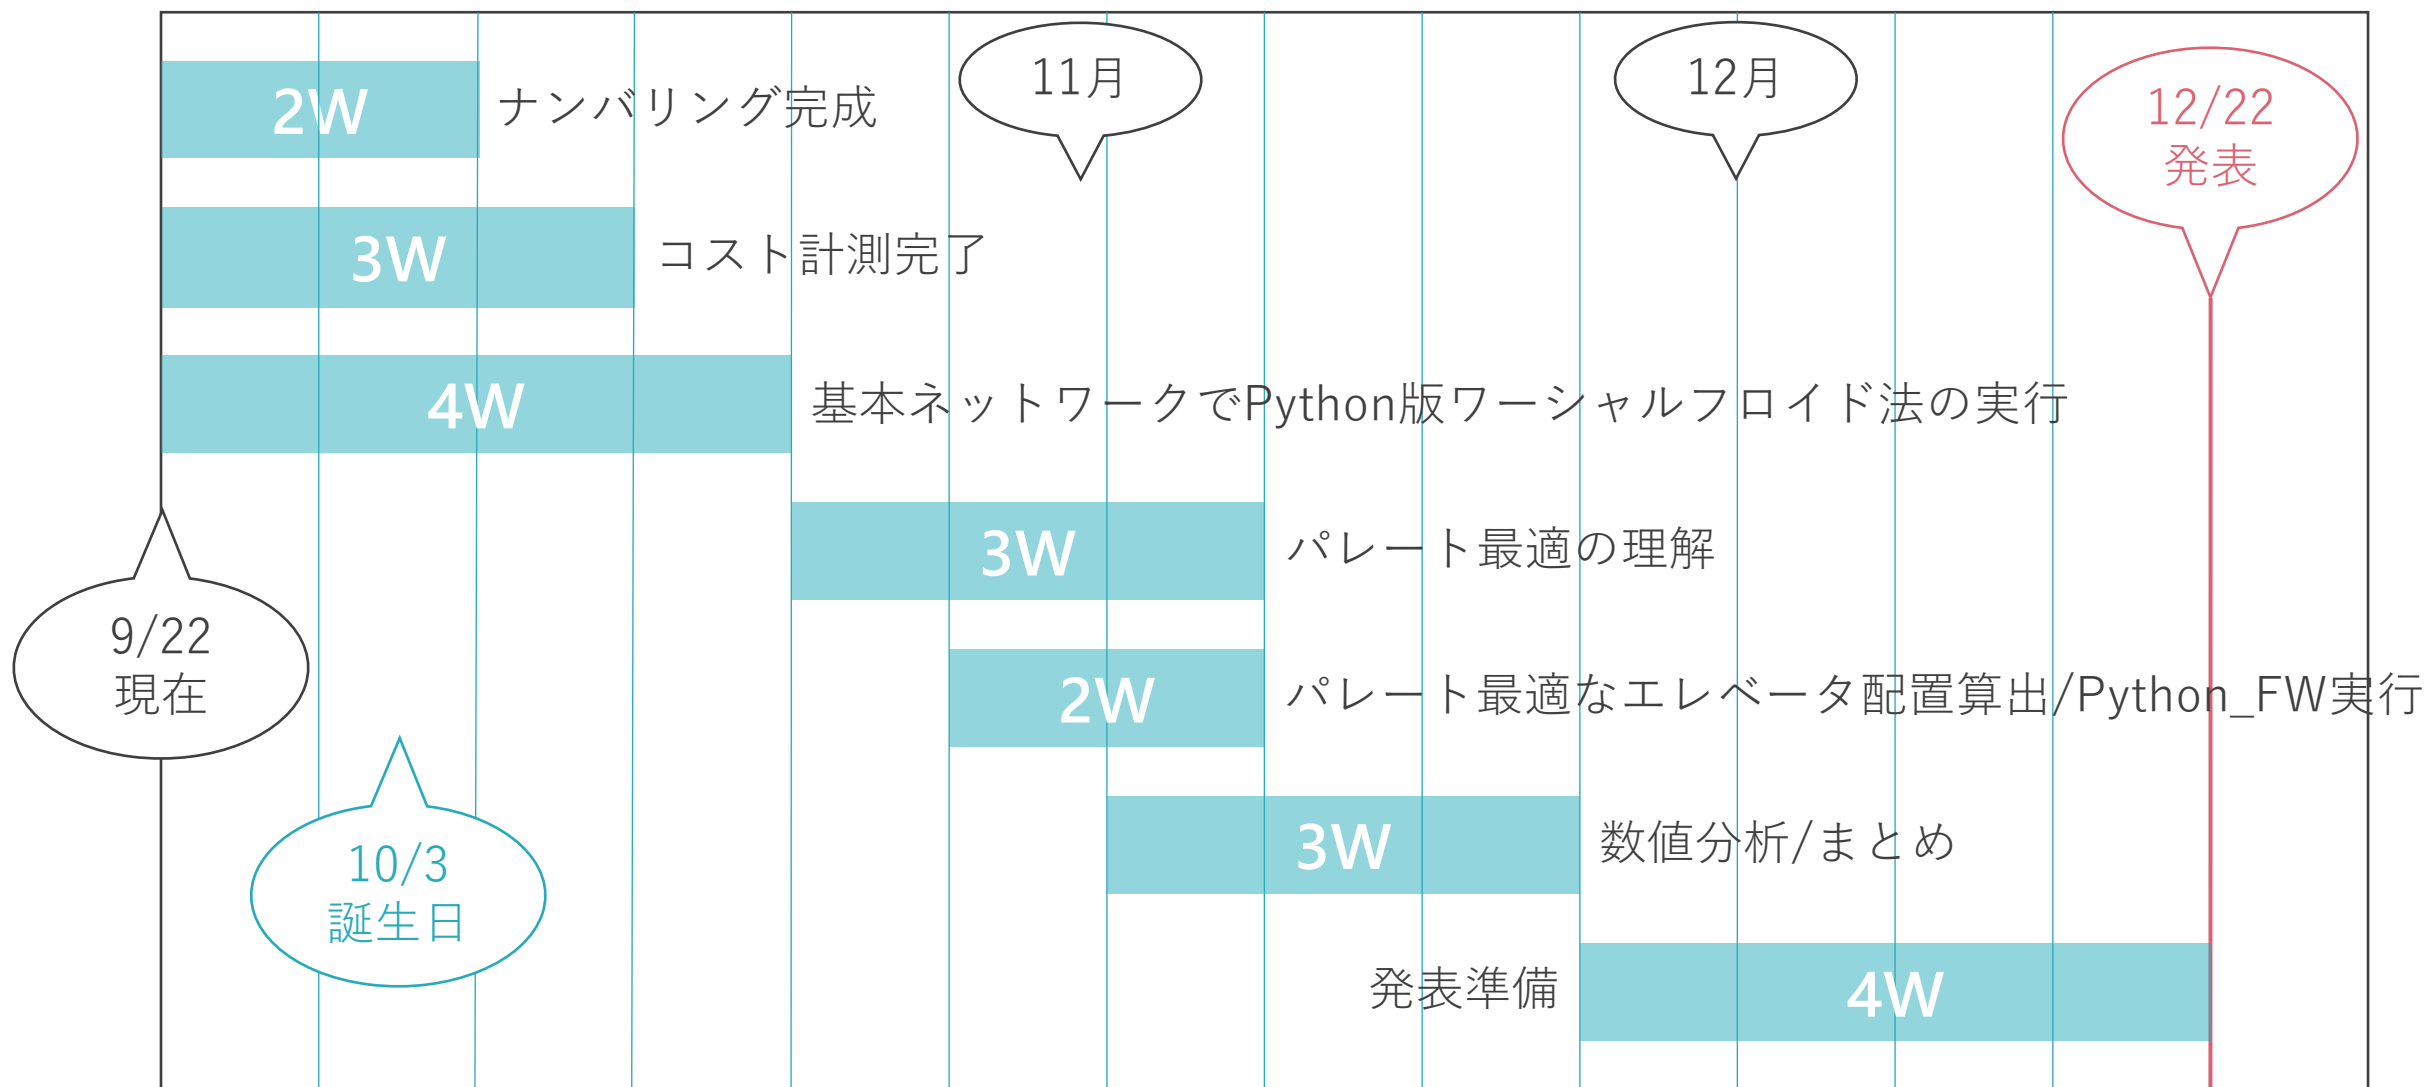 11月
12月
12/22
発表
2W
ナンバリング完成
3W
コスト計測完了
4W
基本ネットワークでPython版ワーシャルフロイド法の実行
3W
パレート最適の理解
9/22
現在
2W
パレート最適なエレベータ配置算出/Python_FW実行
10/3
誕生日
3W
数値分析/まとめ
発表準備
4W